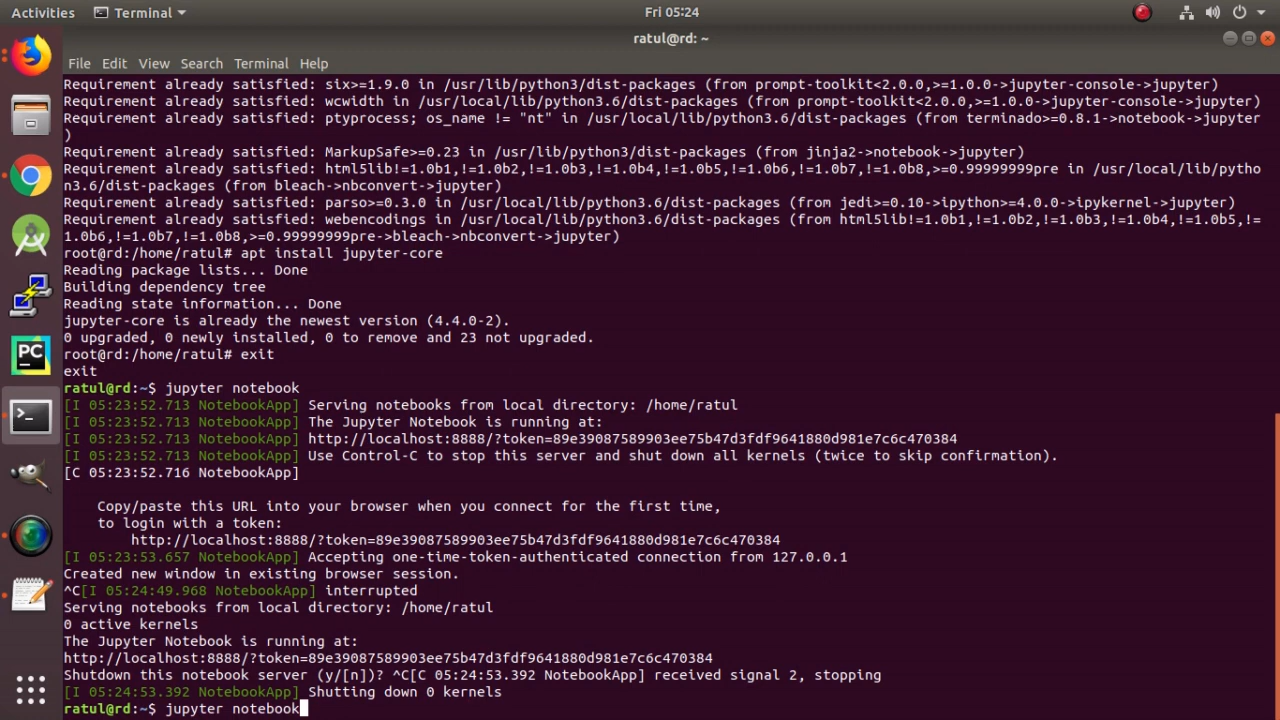 Activities
Terminal
Fri 05:24
ratul@rd: ~
File Edit View Search Terminal Help
Requirement already satisfied: six>=1.9.0 in /usr/lib/python3/dist-packages (from prompt-toolkit<2.0.0,>=1.0.0->jupyter-console->jupyter)
Requirement already satisfied: wcwidth in /usr/local/lib/python3.6/dist-packages (from prompt-toolkit<2.0.0,>=1.0.0->jupyter-console->jupyter)
Requirement already satisfied: ptyprocess; os_name != "nt" in /usr/local/lib/python3.6/dist-packages (from terminado>=0.8.1->notebook->jupyter
)
Requirement already satisfied: MarkupSafe>=0.23 in /usr/lib/python3/dist-packages (from jinja2->notebook->jupyter)
Requirement already satisfied: html5lib!=1.0b1,!=1.0b2,!=1.0b3,!=1.0b4,!=1.0b5,!=1.0b6,!=1.0b7,!=1.0b8,>=0.99999999pre in /usr/lib/pytho
n3.6/dist-packages (from bleach->nbconvert->jupyter)
Requirement already satisfied: parso>=0.3.0 in /usr/local/lib/python3.6/dist-packages (from jedi>=0.10->ipython>=4.0.0->ipykernel->jupyter)
Requirement already satisfied: webencodings in /usr/local/lib/python3.6/dist-packages (from html5lib!=1.0b1,!=1.0b2,!=1.0b3,!=1.0b4,!=1.0b5,!=
1.0b6,!=1.0b7,!=1.0b8,>=0.99999999pre->bleach->nbconvert->jupyter)
root@rd:/home/ratul# apt install jupyter-core
Reading package lists... Done
Building dependency tree
Reading state information... Done
jupyter-core is already the newest version (4.4.0-2).
0 upgraded, 0 newly installed, 0 to remove and 23 not upgraded.
root@rd:/home/ratul# exit
exit
ratul@rd:~$ jupyter notebook
[I 05:23:52.713 NotebookApp] Serving notebooks from local directory: /home/ratul
[I 05:23:52.713 NotebookApp] The Jupyter Notebook is running at:
[I 05:23:52.713 NotebookApp] http://localhost:8888/?token=89e39087589903ee75b47d3fdf9641880d981e7c6c470384
[I 05:23:52.713 NotebookApp] Use Control-C to stop this server and shut down all kernels (twice to skip confirmation).
[C 05:23:52.716 NotebookApp]
Copy/paste this URL into your browser when you connect for the first time,
to login with a token:
http://localhost:8888/?token=89e39087589903ee75b47d3fdf9641880d981e7c6c470384
[I 05:23:53.657 NotebookApp] Accepting one-time-token-authenticated connection from 127.0.0.1
Created new window in existing browser session.
^C[I 05:24:49.968 NotebookApp] interrupted
Serving notebooks from local directory: /home/ratul
0 active kernels
The Jupyter Notebook is running at:
http://localhost:8888/?token=89e39087589903ee75b47d3fdf9641880d981e7c6c470384
Shutdown this notebook server (y/[n])? ^C[C 05:24:53.392 NotebookApp] received signal 2, stopping
[I 05:24:53.392 NotebookApp] Shutting down 0 kernels
ratul@rd:~$ jupyter notebook
PC